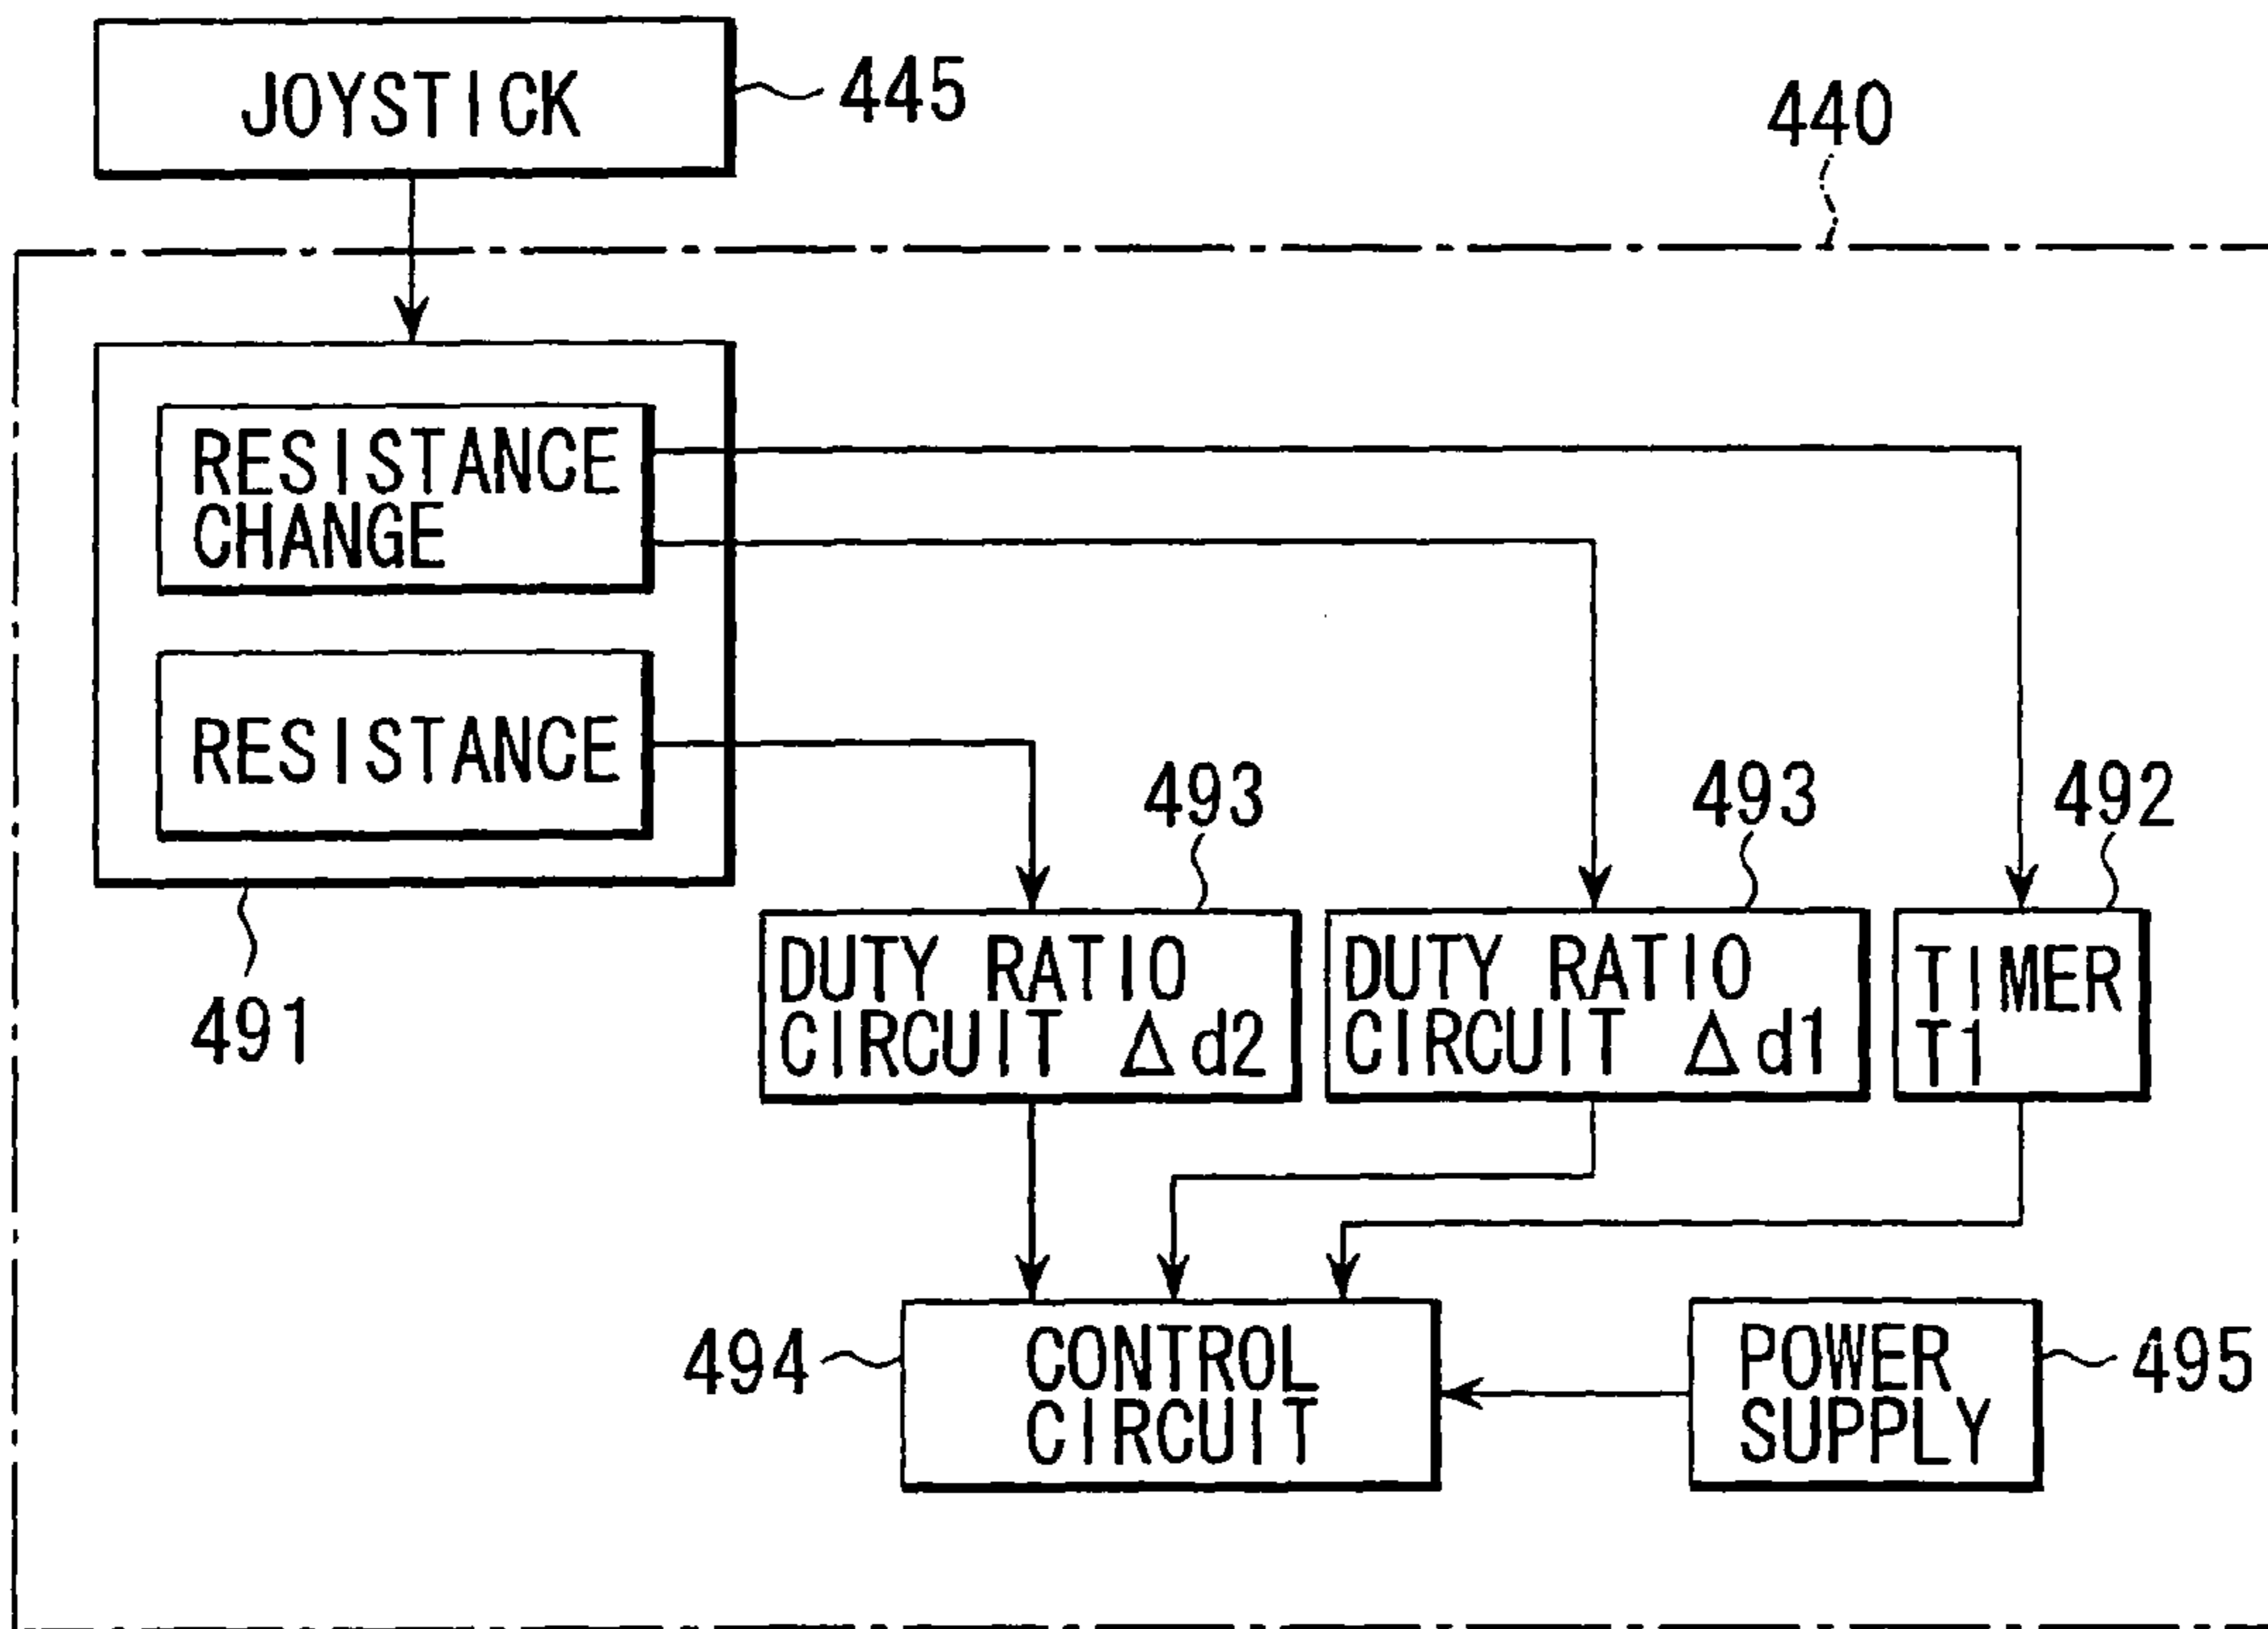 JOYSTICK
445
440
RESISTANCE
CHANGE
RESISTANCE
491
493
493
492
DUTY RATIO
CIRCUIT Δd2
DUTY RATIO
CIRCUIT Δd1
TIMER
T1
494
CONTROL
CIRCUIT
POWER
SUPPLY
495